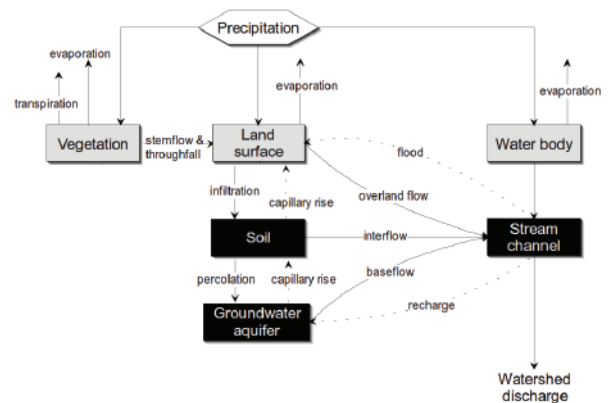 Precipitation
evaporation
transpiration
evaporation
evaporation
Vegetation
stemflow &
throughfall
Land
surface
Water body
flood
infiltration
capillary rise
overland flow
Soil
interflow
Stream
channel
percolation
capillary rise
baseflow
Groundwater
aquifer
recharge
Watershed
discharge